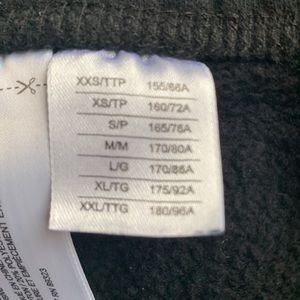 XXS/TTP 155/66A
XS/TP 160/72A
S/P 165/76A
M/M 170/80A
L/G 170/86A
XL/TG 175/92A
XXL/TTG 180/96A